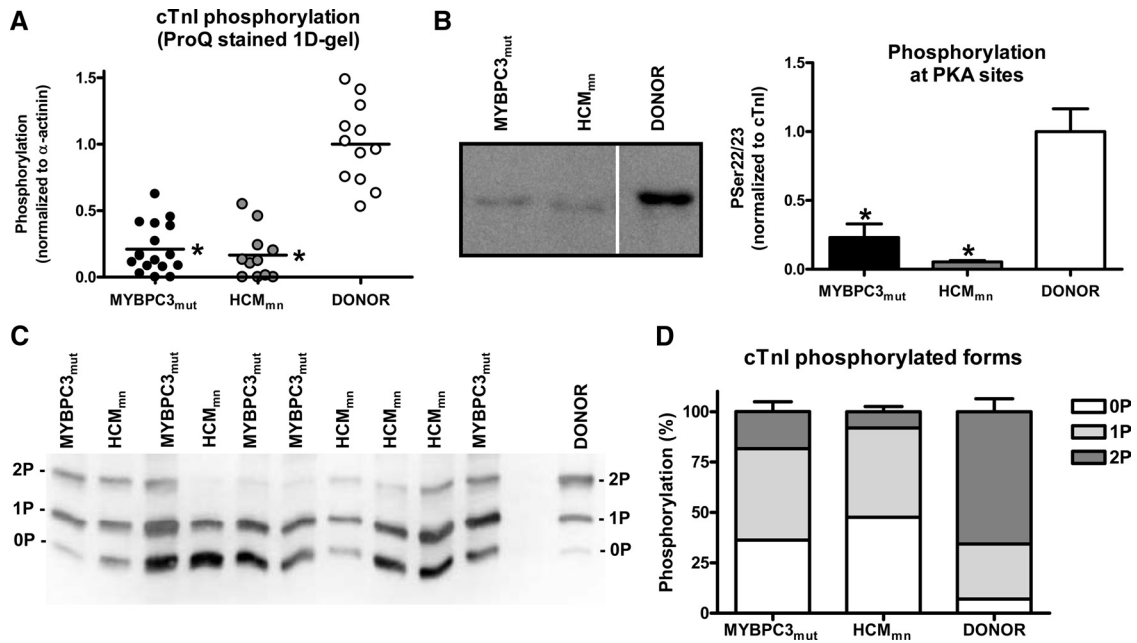 A
cTnI phosphorylation
(ProQ stained 1D-gel)
Phosphorylation
(normalized to α-actinin)
1.5
1.0
0.5
0.0
*
*
MYBPC3mut
HCMmn
DONOR
B
MYBPC3mut
HCMmn
DONOR
Phosphorylation
at PKA sites
PSer22/23
(normalized to cTnI)
1.5
1.0
0.5
0.0
*
*
MYBPC3mut
HCMmn
DONOR
C
MYBPC3mut
HCMmn
MYBPC3mut
HCMmn
MYBPC3mut
MYBPC3mut
HCMmn
HCMmn
HCMmn
MYBPC3mut
DONOR
2P -
1P -
0P -
- 2P
- 1P
- 0P
D
cTnI phosphorylated forms
Phosphorylation (%)
100
75
50
25
0
MYBPC3mut
HCMmn
DONOR
0P
1P
2P